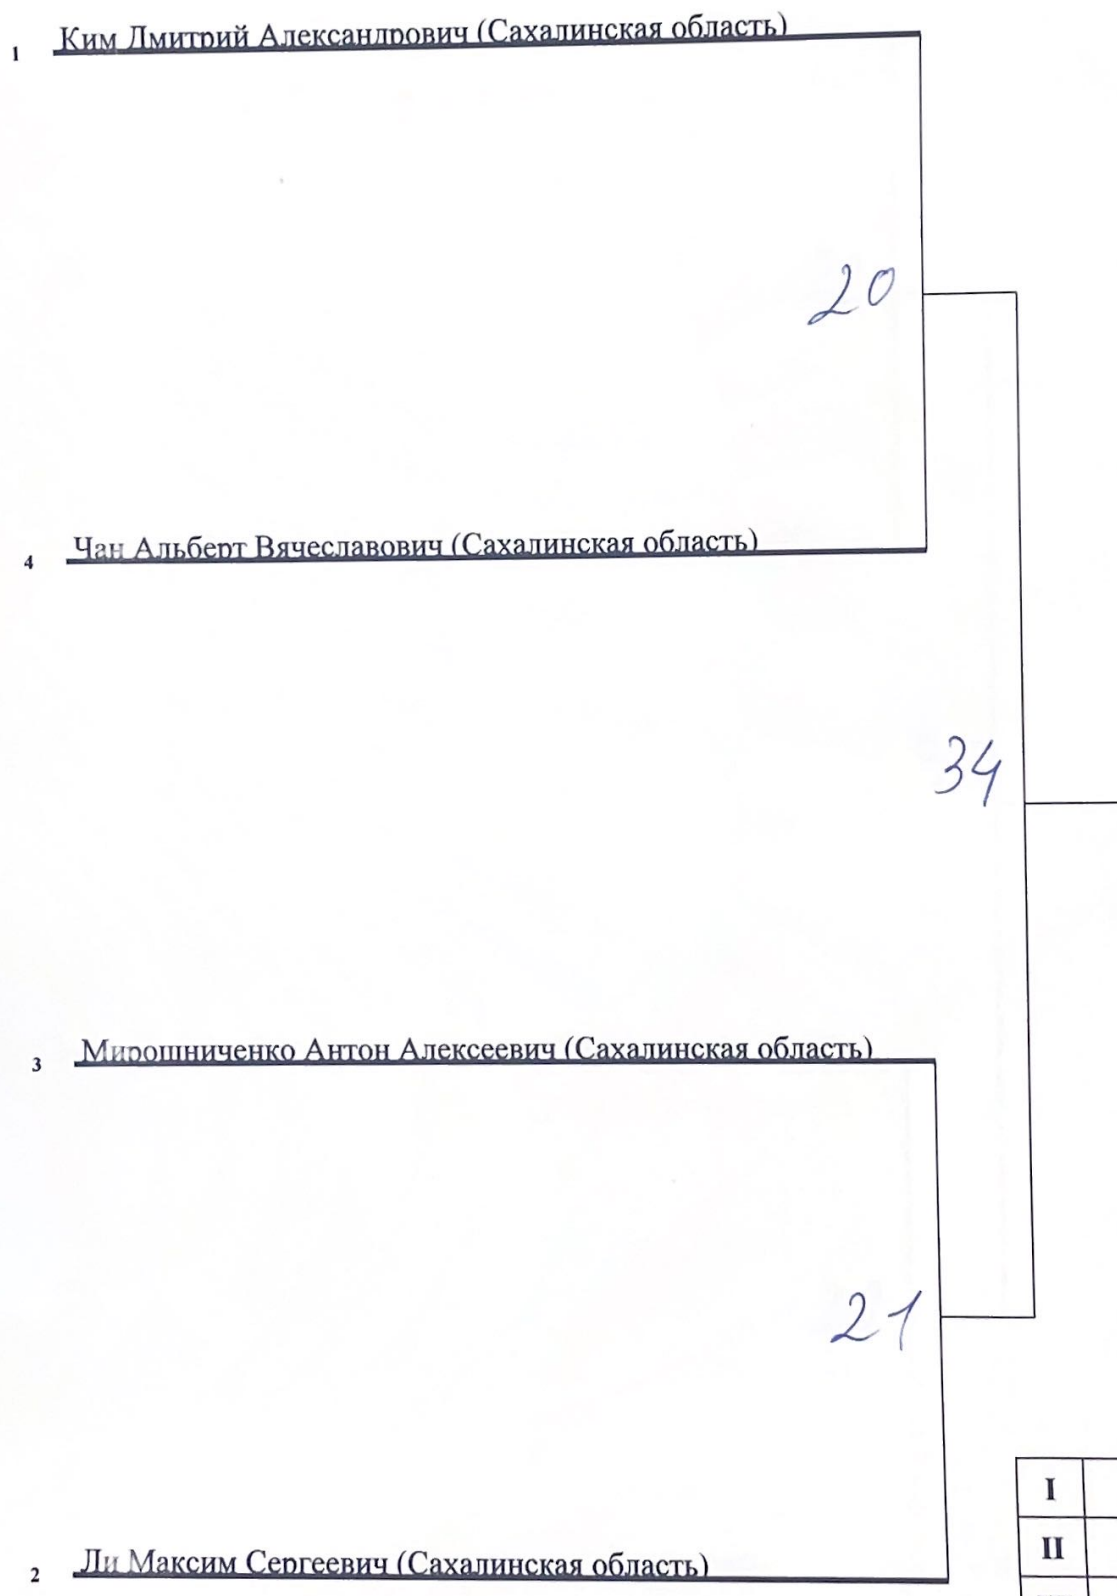 1 Ким Дмитрий Александрович (Сахалинская область)
20
4 Чан Альберт Вячеславович (Сахалинская область)
34
3 Мирошниченко Антон Алексеевич (Сахалинская область)
21
I
II
2 Ли Максим Сергеевич (Сахалинская область)